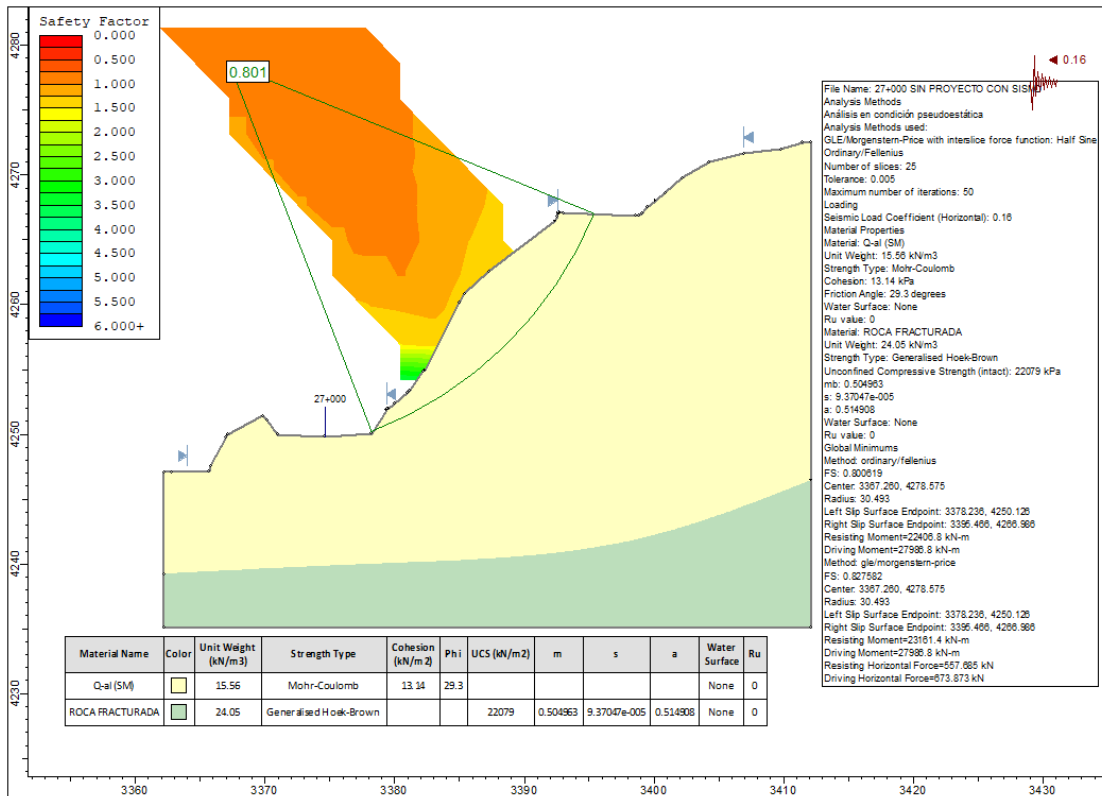 Safety Factor
0.000
0.500
1.000
1.500
2.000
2.500
3.000
3.500
4.000
4.500
5.000
5.500
6.000+
0.801
0.16
27+000
File Name: 27+000 SIN PROYECTO CON SISMO
Analysis Methods
Análisis en condición pseudoestática
Analysis Methods used:
GLE/Morgenstern-Price with interslice force function: Half Sine
Ordinary/Fellenius
Number of slices: 25
Tolerance: 0.005
Maximum number of iterations: 50
Loading
Seismic Load Coefficient (Horizontal): 0.16
Material Properties
Material: Q-al (SM)
Unit Weight: 15.56 kN/m3
Strength Type: Mohr-Coulomb
Cohesion: 13.14 kPa
Friction Angle: 29.3 degrees
Water Surface: None
Ru value: 0
Material: ROCA FRACTURADA
Unit Weight: 24.05 kN/m3
Strength Type: Generalised Hoek-Brown
Unconfined Compressive Strength (intact): 22079 kPa
mb: 0.504963
s: 9.37047e-005
a: 0.514908
Water Surface: None
Ru value: 0
Global Minimums
Method: ordinary/fellenius
FS: 0.800619
Center: 3367.260, 4278.575
Radius: 30.493
Left Slip Surface Endpoint: 3378.236, 4250.126
Right Slip Surface Endpoint: 3395.466, 4266.986
Resisting Moment=22406.8 kN-m
Driving Moment=27986.8 kN-m
Method: gle/morgenstern-price
FS: 0.827582
Center: 3367.260, 4278.575
Radius: 30.493
Left Slip Surface Endpoint: 3378.236, 4250.126
Right Slip Surface Endpoint: 3395.466, 4266.986
Resisting Moment=23161.4 kN-m
Driving Moment=27986.8 kN-m
Resisting Horizontal Force=557.685 kN
Driving Horizontal Force=673.873 kN
Material Name Color Unit Weight (kN/m3) Strength Type Cohesion (kN/m2) Phi UCS (kN/m2) m s a Water Surface Ru
Q-al (SM) 15.56 Mohr-Coulomb 13.14 29.3 None 0
ROCA FRACTURADA 24.05 Generalised Hoek-Brown 22079 0.504963 9.37047e-005 0.514908 None 0
4280
4270
4260
4250
4240
4230
3360 3370 3380 3390 3400 3410 3420 3430